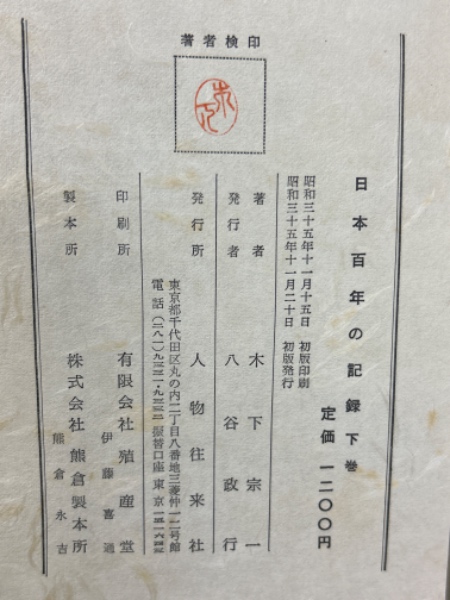 日本百年の記録 下巻
定価 一二〇〇円
昭和三十五年十一月十五日 初版印刷
昭和三十五年十一月二十日 初版発行
著者 木下宗一
発行者 八谷政行
発行所 人物往来社
東京都千代田区丸の内二丁目八番地三菱仲一二号館
電話
振替口座東京
印刷所 有限会社殖産堂
伊藤喜通
製本所 株式会社熊倉製本所
熊倉永吉
著者検印